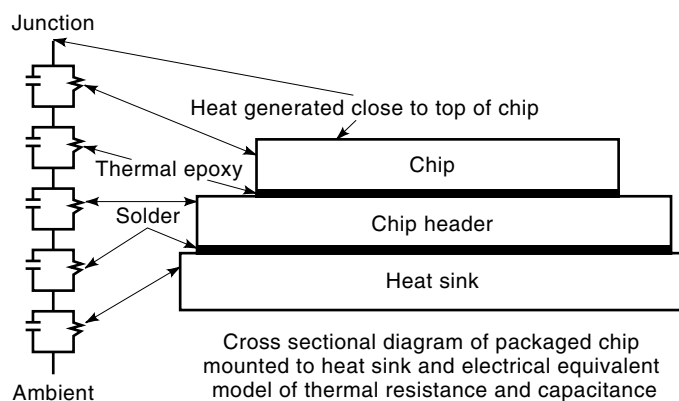 Junction
Heat generated close to top of chip
Chip
Thermal epoxy
Chip header
Solder
Heat sink
Ambient
Cross sectional diagram of packaged chip
mounted to heat sink and electrical equivalent
model of thermal resistance and capacitance